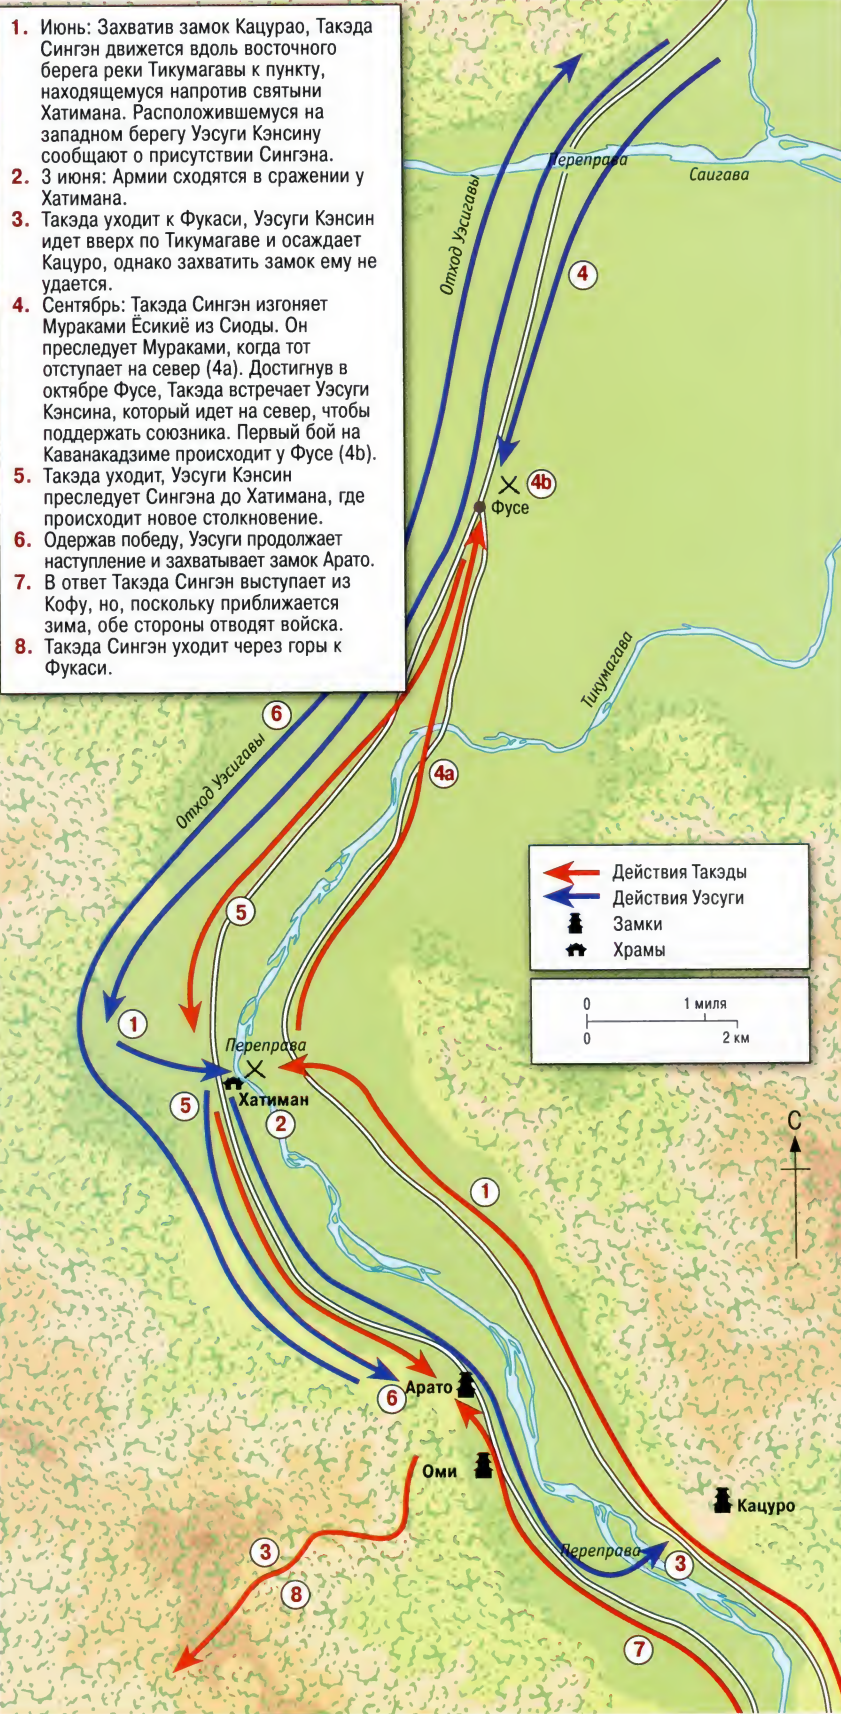 1. Июнь: Захватив замок Кацурао, Такэда
Сингэн движется вдоль восточного
берега реки Тикумагавы к пункту,
находящемуся напротив святыни
Хатимана. Расположившемуся на
западном берегу Уэсуги Кэнсину
сообщают о присутствии Сингэна.
2. 3 июня: Армии сходятся в сражении у
Хатимана.
3. Такэда уходит к Фукаси, Уэсуги Кэнсин
идет вверх по Тикумагаве и осаждает
Кацуро, однако захватить замок ему не
удается.
4. Сентябрь: Такэда Сингэн изгоняет
Мураками Ёсикиё из Сиоды. Он
преследует Мураками, когда тот
отступает на север (4a). Достигнув в
октябре Фусе, Такэда встречает Уэсуги
Кэнсина, который идет на север, чтобы
поддержать союзника. Первый бой на
Каванакадзиме происходит у Фусе (4b).
5. Такэда уходит, Уэсуги Кэнсин
преследует Сингэна до Хатимана, где
происходит новое столкновение.
6. Одержав победу, Уэсуги продолжает
наступление и захватывает замок Арато.
7. В ответ Такэда Сингэн выступает из
Кофу, но, поскольку приближается
зима, обе стороны отводят войска.
8. Такэда Сингэн уходит через горы к
Фукаси.
Переправа
Саигава
Отход Уэсигавы
4
4b
Фусе
Тикумагава
6
Отход Уэсигавы
4a
Действия Такэды
Действия Уэсуги
Замки
Храмы
5
0 1 миля
0 2 км
1
Переправа
Хатиман
5
2
С
1
Арато
6
Оми
Кацуро
Переправа
3
3
8
7